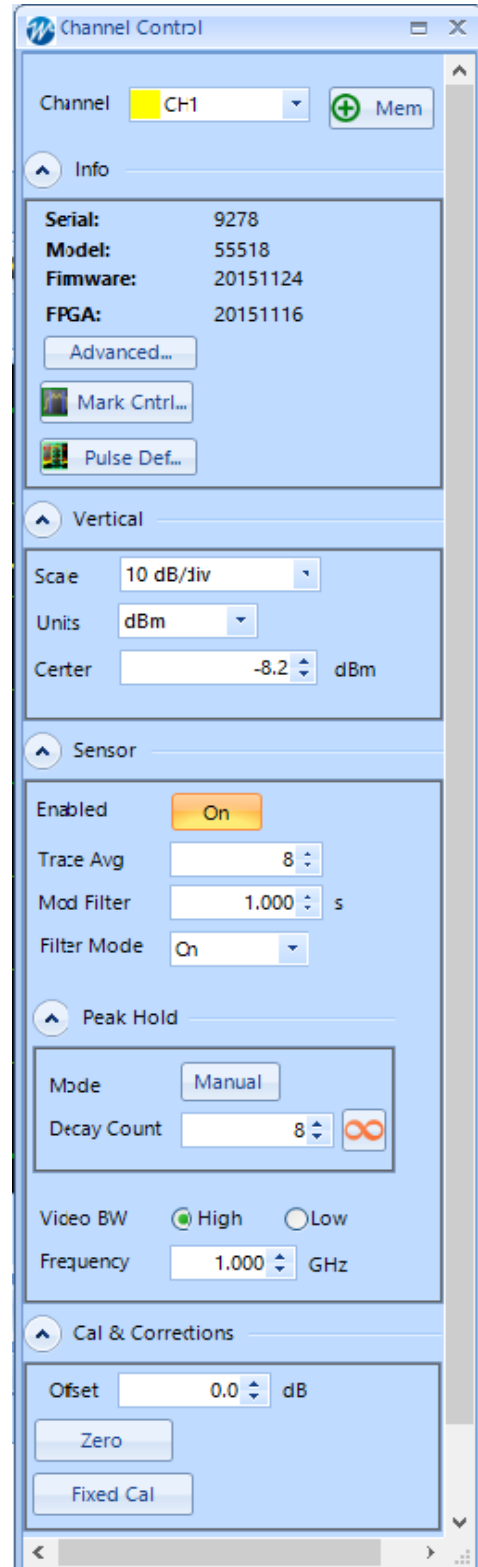 Channel Control
Channel CH1 Mem
Info
Serial: 9278
Model: 55518
Firmware: 20151124
FPGA: 20151116
Advanced...
Mark Cntrl...
Pulse Def...
Vertical
Scale 10 dB/div
Units dBm
Center -8.2 dBm
Sensor
Enabled On
Trace Avg 8
Mod Filter 1.000 s
Filter Mode On
Peak Hold
Mode Manual
Decay Count 8 ∞
Video BW High Low
Frequency 1.000 GHz
Cal & Corrections
Offset 0.0 dB
Zero
Fixed Cal